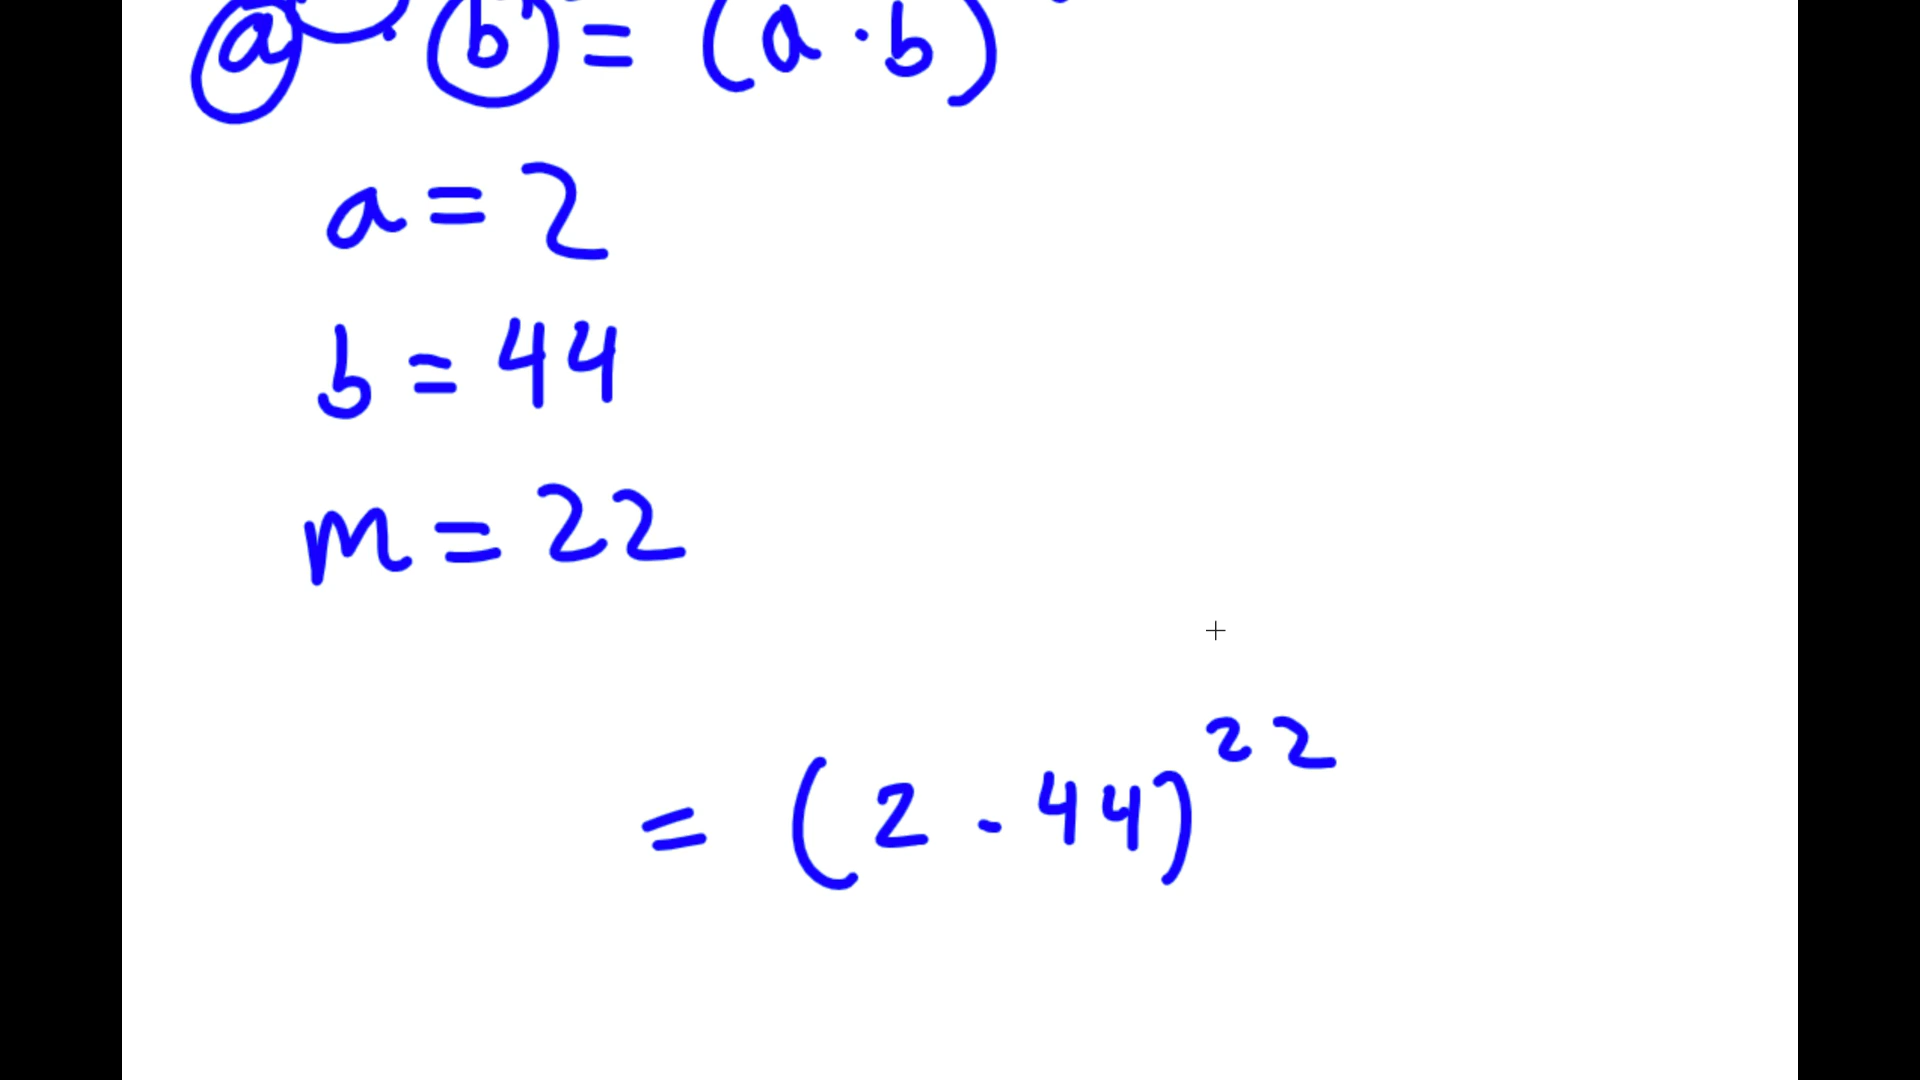 a · b = (a · b)
a = 2
b = 44
m = 22
= (2 - 44)²²